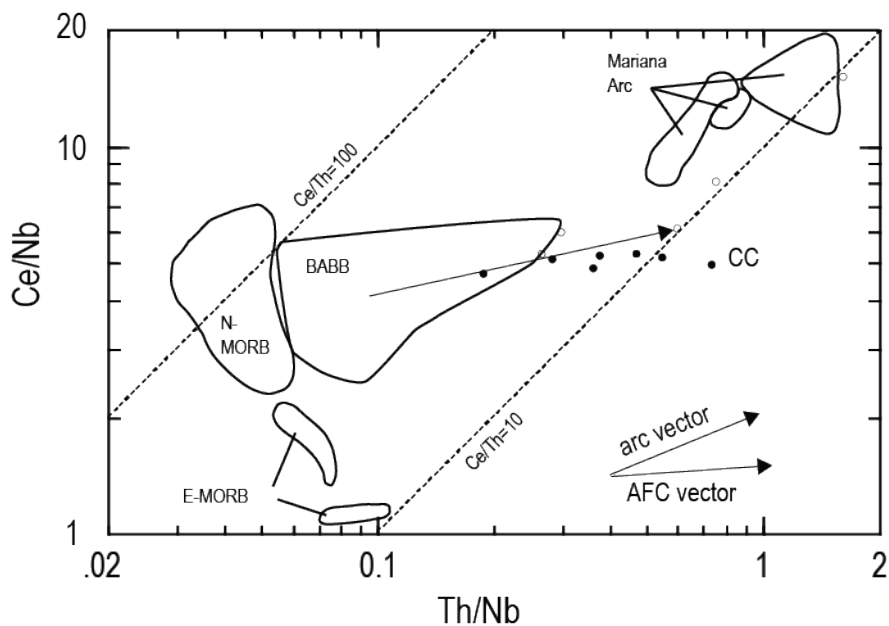 20
10
1
Ce/Nb
Mariana
Arc
Ce/Th=100
BABB
N-
MORB
CC
E-MORB
Ce/Th=10
arc vector
AFC vector
.02
0.1
1
2
Th/Nb